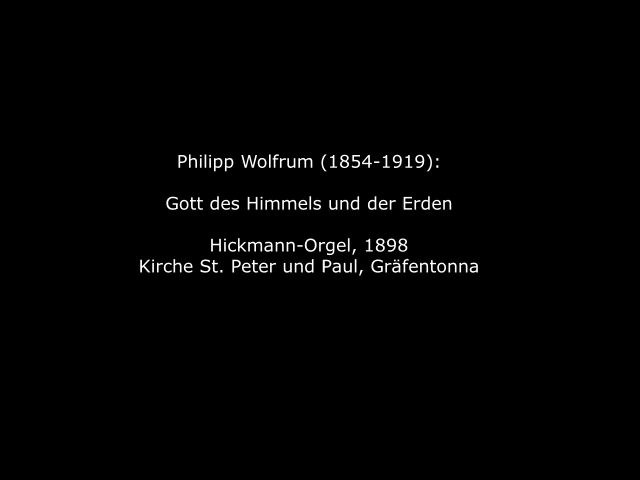 Philipp Wolfrum (1854-1919):
Gott des Himmels und der Erden
Hickmann-Orgel, 1898
Kirche St. Peter und Paul, Gräfentonna